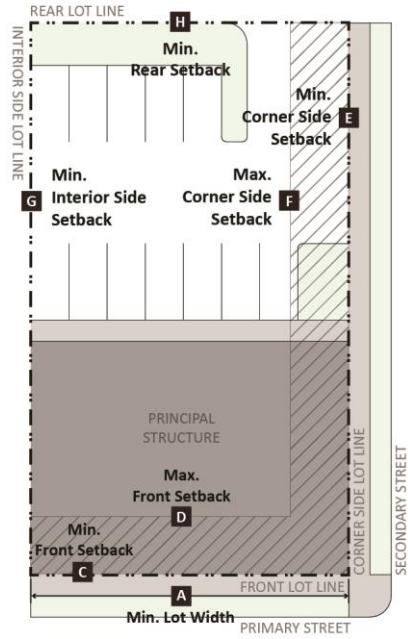 REAR LOT LINE
H
Min.
Rear Setback
INTERIOR SIDE LOT LINE
Min.
Corner Side
Setback
E
G
Min.
Interior Side
Setback
Max.
Corner Side
Setback
F
PRINCIPAL
STRUCTURE
Max.
Front Setback
D
Min.
Front Setback
C
CORNER SIDE LOT LINE
SECONDARY STREET
FRONT LOT LINE
A
Min. Lot Width
PRIMARY STREET